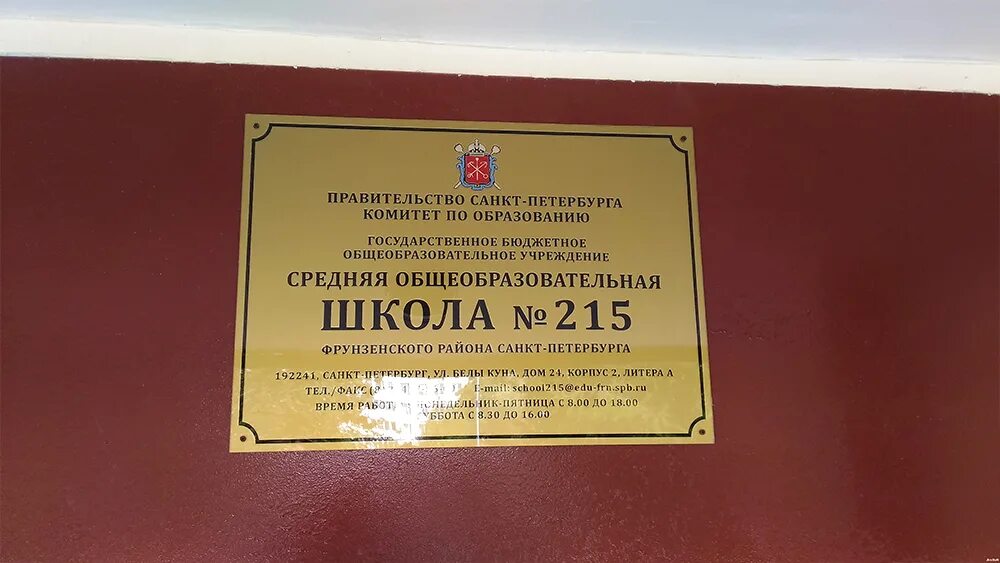 ПРАВИТЕЛЬСТВО САНКТ-ПЕТЕРБУРГА
КОМИТЕТ ПО ОБРАЗОВАНИЮ
ГОСУДАРСТВЕННОЕ БЮДЖЕТНОЕ
ОБЩЕОБРАЗОВАТЕЛЬНОЕ УЧРЕЖДЕНИЕ
СРЕДНЯЯ ОБЩЕОБРАЗОВАТЕЛЬНАЯ
ШКОЛА № 215
ФРУНЗЕНСКОГО РАЙОНА САНКТ-ПЕТЕРБУРГА
192241, САНКТ-ПЕТЕРБУРГ, УЛ. БЕЛЫ КУНА, ДОМ 24, КОРПУС 2, ЛИТЕРА А
ТЕЛ./ФАКС E-mail: school215@edu-frn.spb.ru
ВРЕМЯ ПОНЕДЕЛЬНИК-ПЯТНИЦА С 8.00 ДО 18.00
СУББОТА С 8.30 ДО 16.00